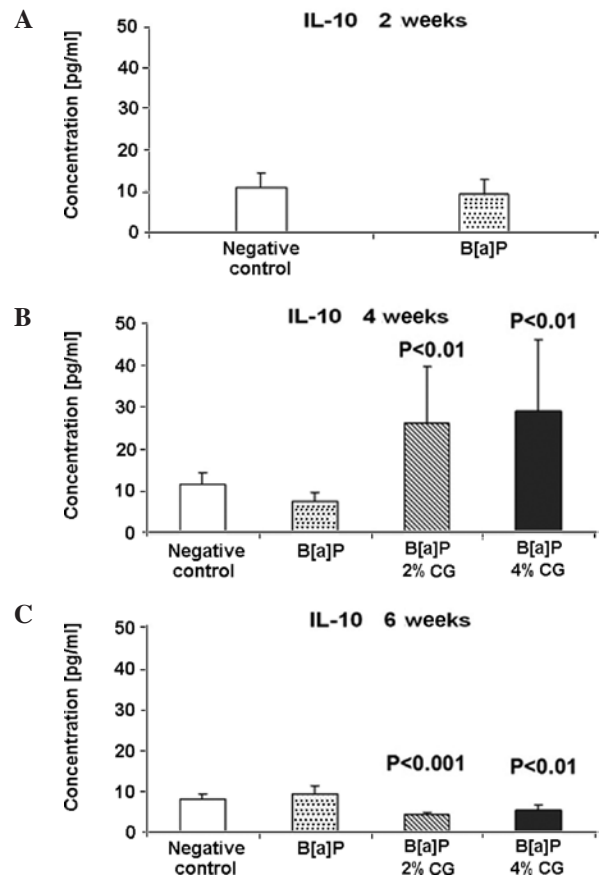 A
IL-10 2 weeks
Concentration [pg/ml]
50
40
30
20
10
0
Negative
control
B[a]P
B
IL-10 4 weeks
Concentration [pg/ml]
50
40
30
20
10
0
P<0.01
P<0.01
Negative
control
B[a]P
B[a]P
2% CG
B[a]P
4% CG
C
IL-10 6 weeks
Concentration [pg/ml]
50
40
30
20
10
0
P<0.001
P<0.01
Negative
control
B[a]P
B[a]P
2% CG
B[a]P
4% CG